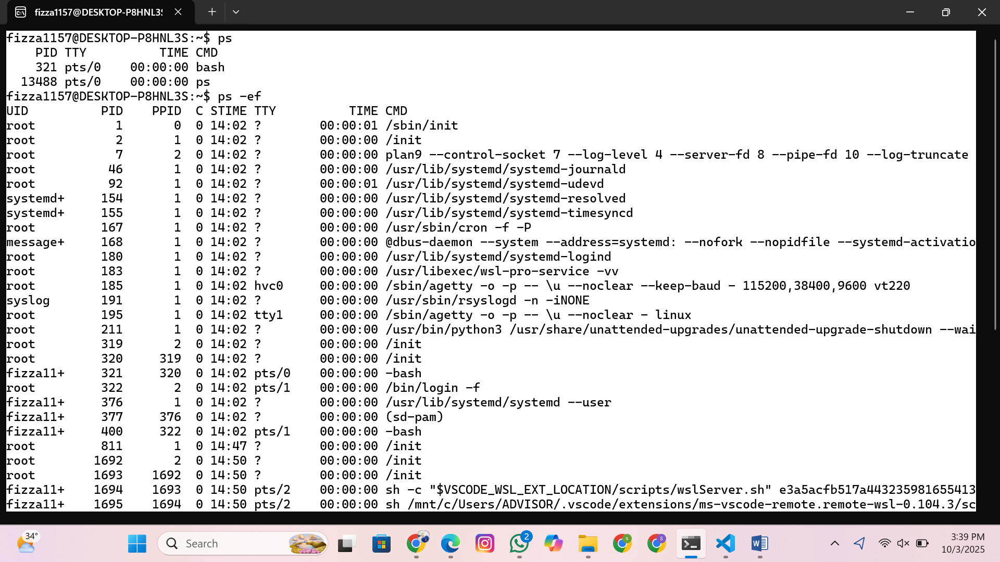 fizza1157@DESKTOP-P8HNL3S
fizza1157@DESKTOP-P8HNL3S:~$ ps
    PID TTY          TIME CMD
    321 pts/0    00:00:00 bash
  13488 pts/0    00:00:00 ps
fizza1157@DESKTOP-P8HNL3S:~$ ps -ef
UID          PID    PPID  C STIME TTY          TIME CMD
root           1       0  0 14:02 ?        00:00:01 /sbin/init
root           2       1  0 14:02 ?        00:00:00 /init
root           7       2  0 14:02 ?        00:00:00 plan9 --control-socket 7 --log-level 4 --server-fd 8 --pipe-fd 10 --log-truncate
root          46       1  0 14:02 ?        00:00:00 /usr/lib/systemd/systemd-journald
root          92       1  0 14:02 ?        00:00:01 /usr/lib/systemd/systemd-udevd
systemd+     154       1  0 14:02 ?        00:00:00 /usr/lib/systemd/systemd-resolved
systemd+     155       1  0 14:02 ?        00:00:00 /usr/lib/systemd/systemd-timesyncd
root         167       1  0 14:02 ?        00:00:00 /usr/sbin/cron -f -P
message+     168       1  0 14:02 ?        00:00:00 @dbus-daemon --system --address=systemd: --nofork --nopidfile --systemd-activatio
root         180       1  0 14:02 ?        00:00:00 /usr/lib/systemd/systemd-logind
root         183       1  0 14:02 ?        00:00:00 /usr/libexec/wsl-pro-service -vv
root         185       1  0 14:02 hvc0     00:00:00 /sbin/agetty -o -p -- \u --noclear --keep-baud - 115200,38400,9600 vt220
syslog       191       1  0 14:02 ?        00:00:00 /usr/sbin/rsyslogd -n -iNONE
root         195       1  0 14:02 tty1     00:00:00 /sbin/agetty -o -p -- \u --noclear - linux
root         211       1  0 14:02 ?        00:00:00 /usr/bin/python3 /usr/share/unattended-upgrades/unattended-upgrade-shutdown --wai
root         319       2  0 14:02 ?        00:00:00 /init
root         320     319  0 14:02 ?        00:00:00 /init
fizza11+     321     320  0 14:02 pts/0    00:00:00 -bash
root         322       2  0 14:02 pts/1    00:00:00 /bin/login -f
fizza11+     376       1  0 14:02 ?        00:00:00 /usr/lib/systemd/systemd --user
fizza11+     377     376  0 14:02 ?        00:00:00 (sd-pam)
fizza11+     400     322  0 14:02 pts/1    00:00:00 -bash
root         811       1  0 14:47 ?        00:00:00 /init
root        1692       2  0 14:50 ?        00:00:00 /init
root        1693    1692  0 14:50 ?        00:00:00 /init
fizza11+    1694    1693  0 14:50 pts/2    00:00:00 sh -c "$VSCODE_WSL_EXT_LOCATION/scripts/wslServer.sh" e3a5acfb517a443235981655413
fizza11+    1695    1694  0 14:50 pts/2    00:00:00 sh /mnt/c/Users/ADVISOR/.vscode/extensions/ms-vscode-remote.remote-wsl-0.104.3/sc
34°
Search
2
S
S
W
3:39 PM
10/3/2025